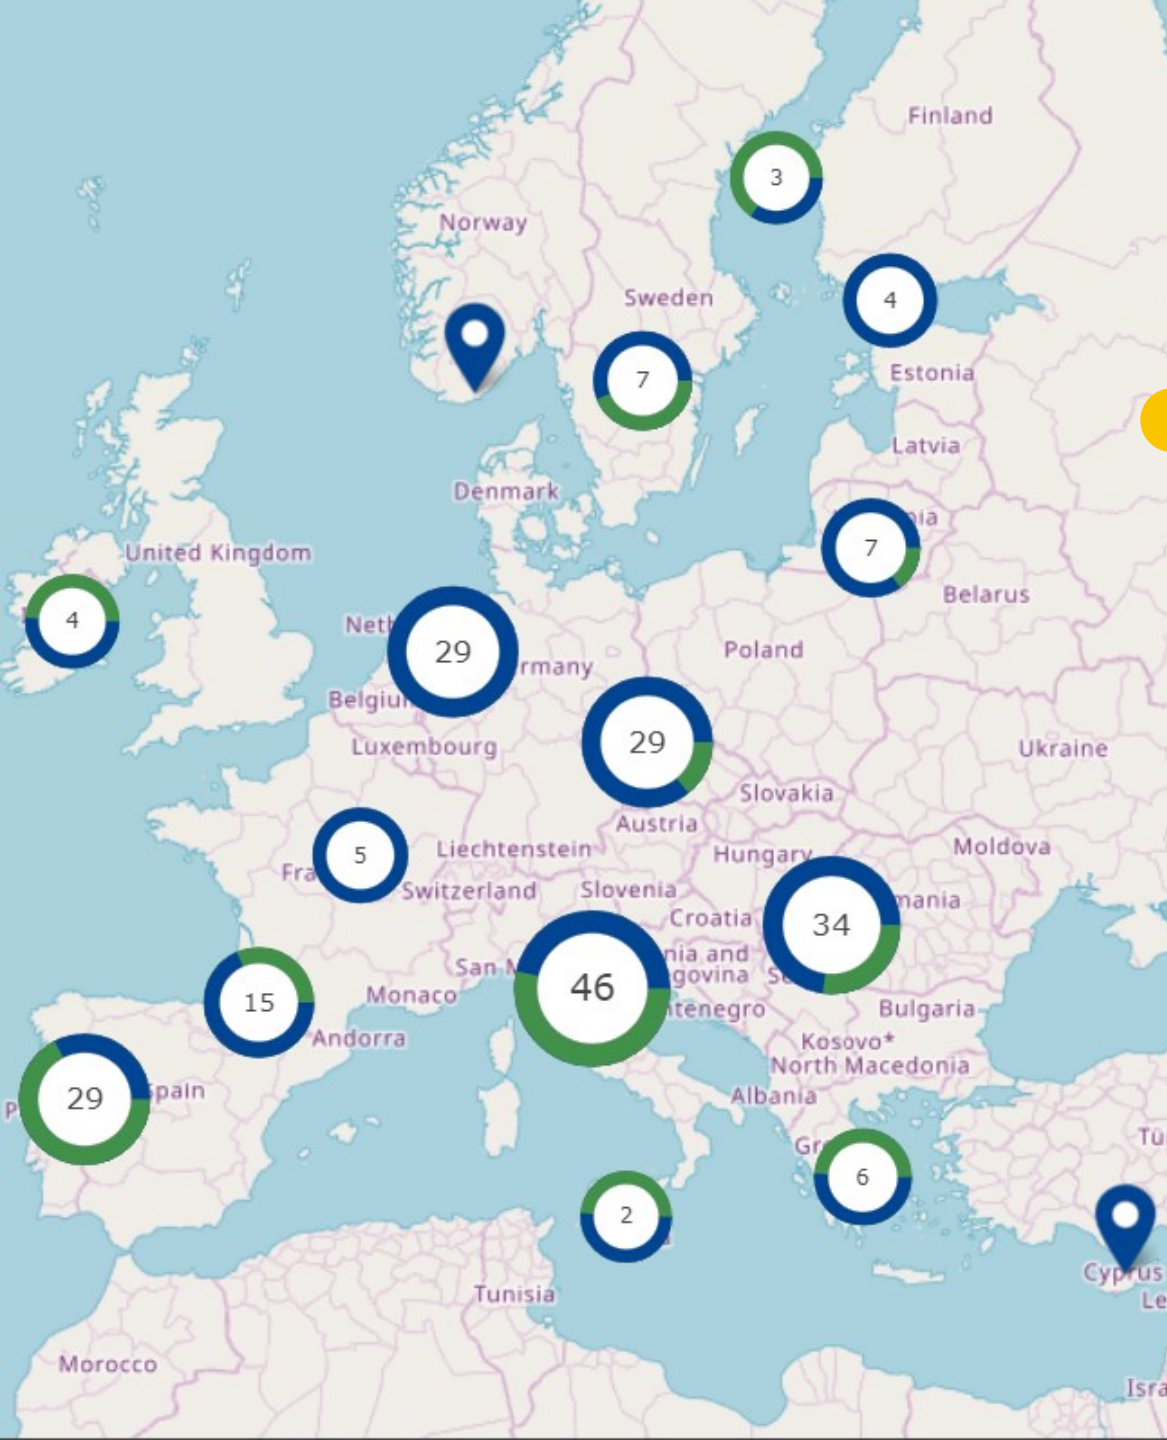 Finland
3
Norway
Sweden
4
7
Estonia
Latvia
Denmark
7
United Kingdom
Belarus
4
29
Poland
Belgiu
Luxembourg
29
Ukraine
Slovakia
Austria
Liechtenstein
Hungary
Moldova
5
Switzerland
Slovenia
Croatia
34
46
15
Monaco
Bulgaria
Andorra
Kosovo*
North Macedonia
29
Spain
Albania
6
2
Cyprus
Tunisia
Morocco